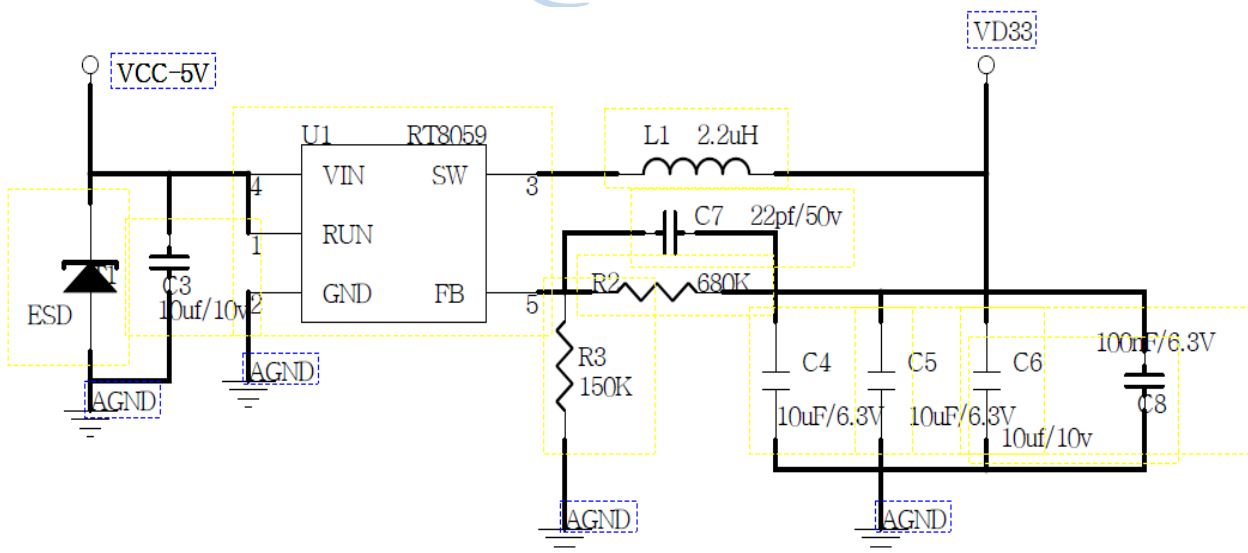 VD33
VCC-5V
U1 RT8059
L1 2.2uH
4 VIN SW 3
C7 22pf/50v
1 RUN
T1
C3
R2 680K
10uf/10v
2 GND FB 5
ESD
100nF/6.3V
R3
150K
C4
C5
C6
AGND
AGND
C8
10uF/6.3V
10uF/6.3V
10uf/10v
AGND
AGND